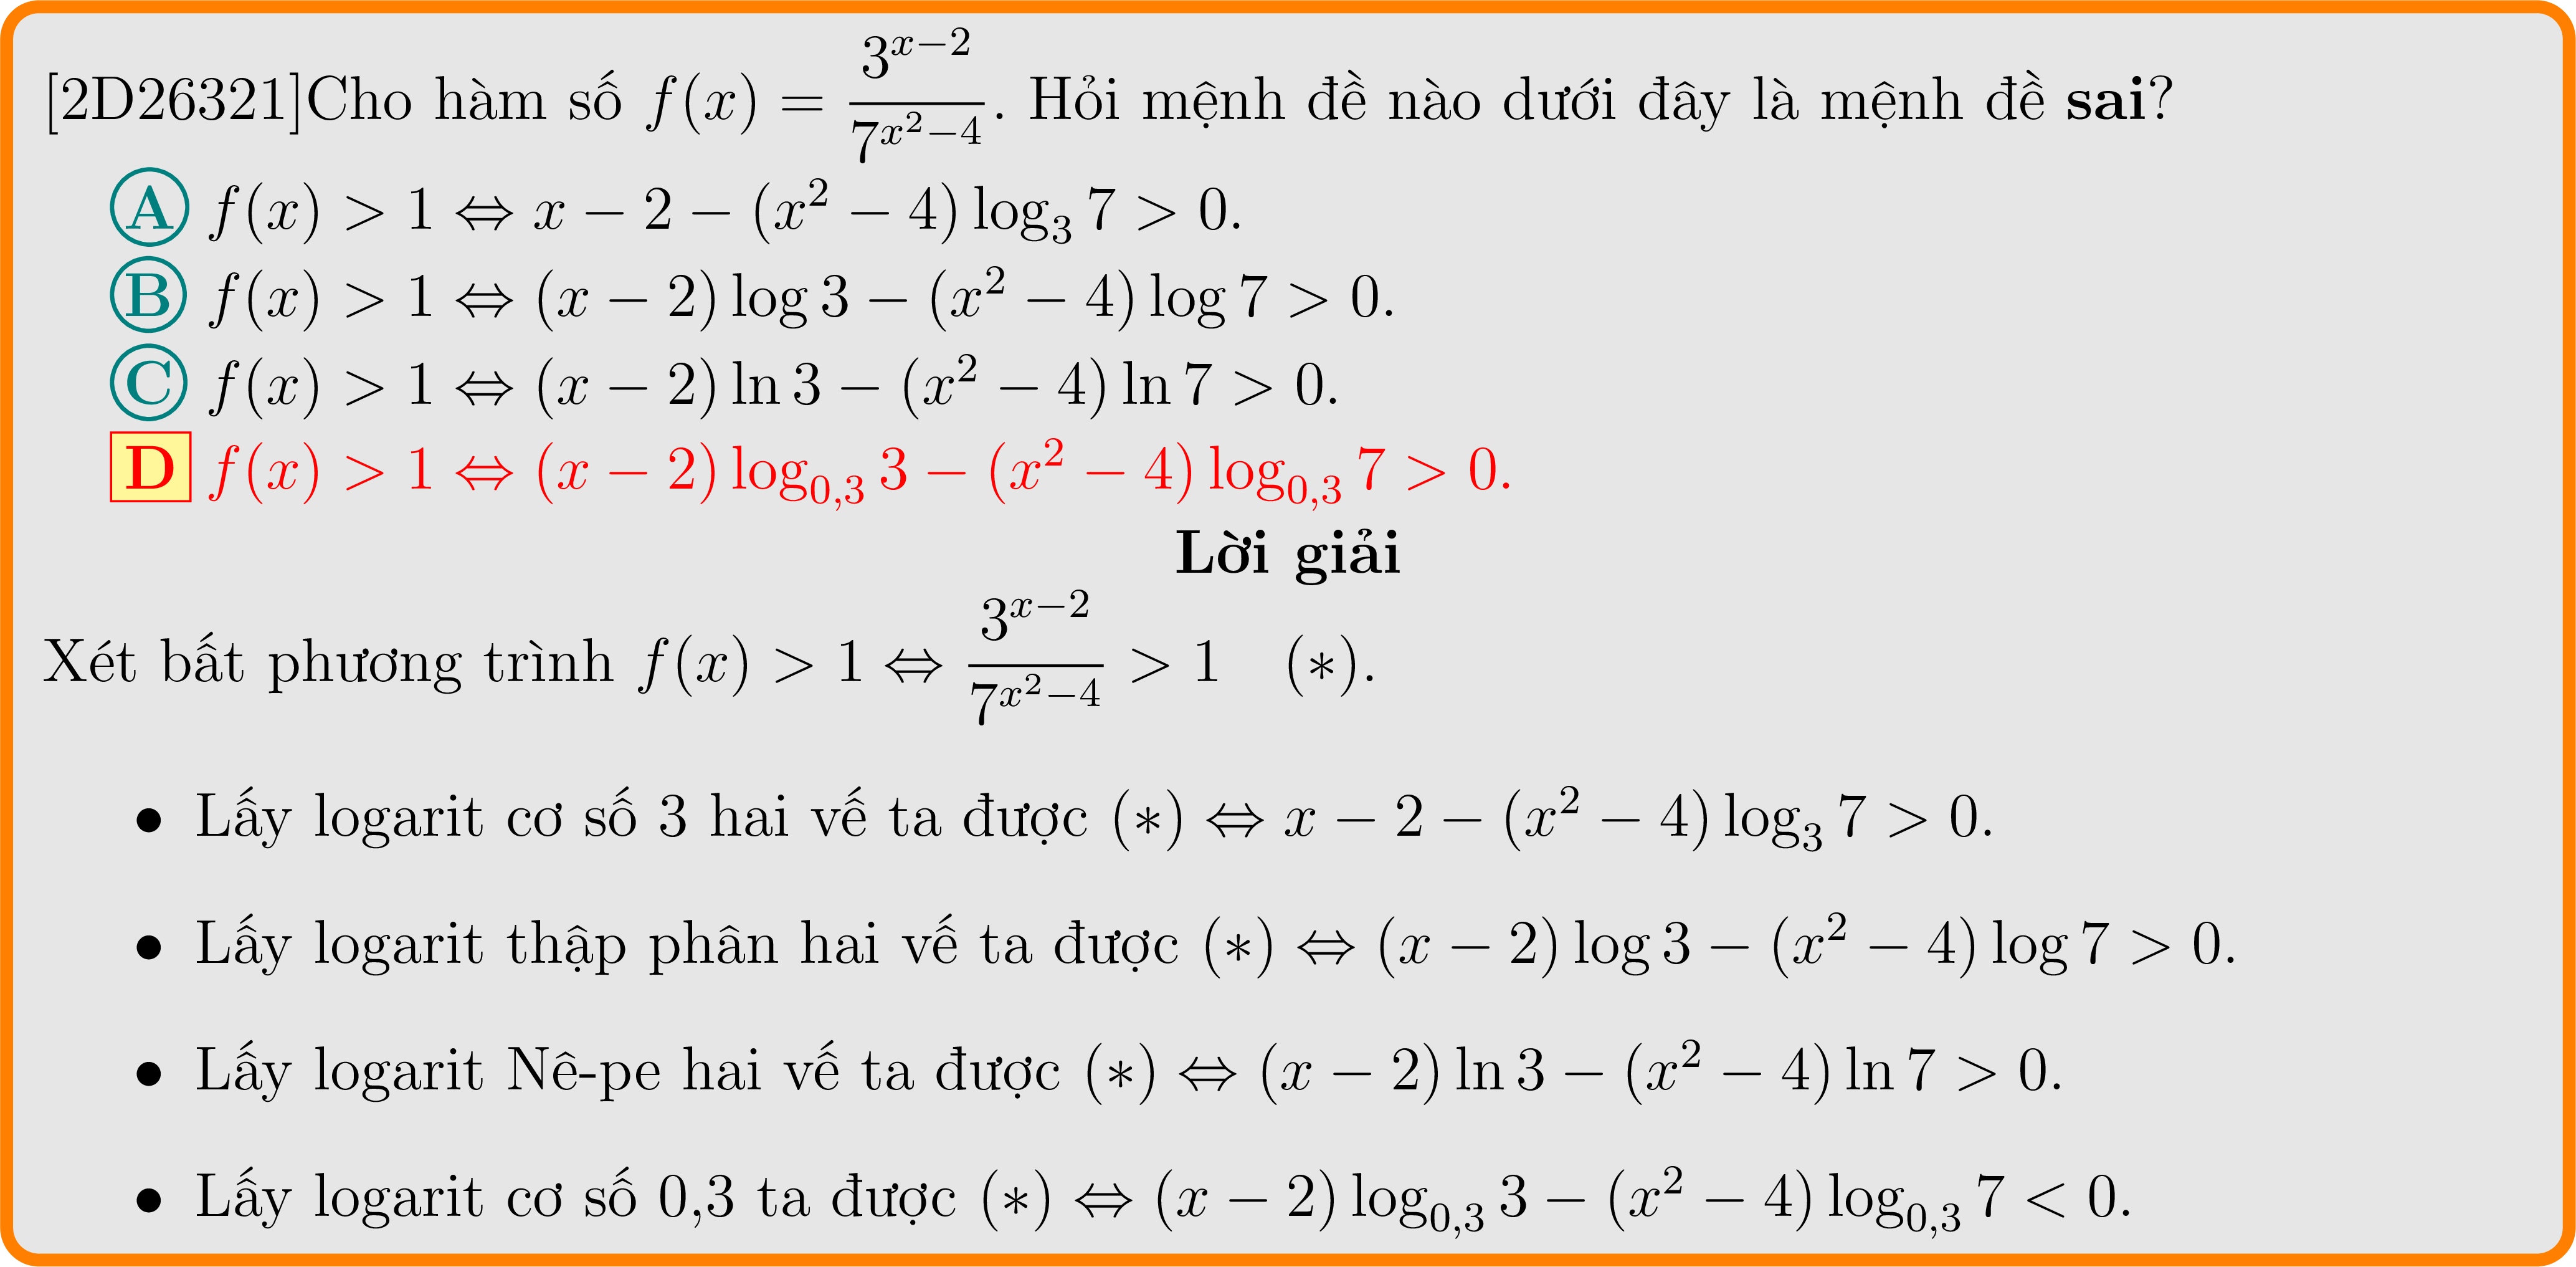 [2D26321]Cho hàm số $f(x) = \dfrac{3^{x-2}}{7^{x^2-4}}$. Hỏi mệnh đề nào dưới đây là mệnh đề sai?
A $f(x) > 1 \Leftrightarrow x - 2 - (x^2 - 4) \log_3 7 > 0$.
B $f(x) > 1 \Leftrightarrow (x - 2) \log 3 - (x^2 - 4) \log 7 > 0$.
C $f(x) > 1 \Leftrightarrow (x - 2) \ln 3 - (x^2 - 4) \ln 7 > 0$.
D $f(x) > 1 \Leftrightarrow (x - 2) \log_{0,3} 3 - (x^2 - 4) \log_{0,3} 7 > 0$.
Lời giải
Xét bất phương trình $f(x) > 1 \Leftrightarrow \dfrac{3^{x-2}}{7^{x^2-4}} > 1 \quad (*)$.
• Lấy logarit cơ số 3 hai vế ta được $(*) \Leftrightarrow x - 2 - (x^2 - 4) \log_3 7 > 0$.
• Lấy logarit thập phân hai vế ta được $(*) \Leftrightarrow (x - 2) \log 3 - (x^2 - 4) \log 7 > 0$.
• Lấy logarit Nê-pe hai vế ta được $(*) \Leftrightarrow (x - 2) \ln 3 - (x^2 - 4) \ln 7 > 0$.
• Lấy logarit cơ số 0,3 ta được $(*) \Leftrightarrow (x - 2) \log_{0,3} 3 - (x^2 - 4) \log_{0,3} 7 < 0$.